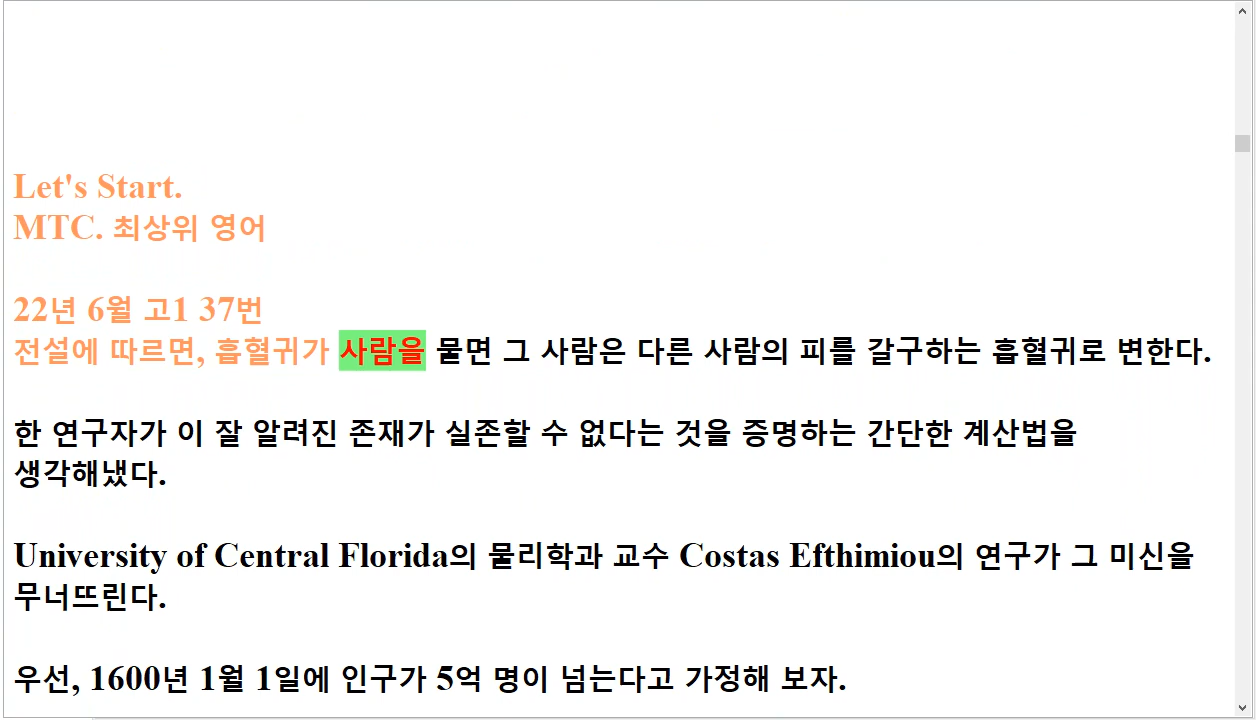 Let's Start.
MTC. 최상위 영어
22년 6월 고1 37번
전설에 따르면, 흡혈귀가 사람을 물면 그 사람은 다른 사람의 피를 갈구하는 흡혈귀로 변한다.
한 연구자가 이 잘 알려진 존재가 실존할 수 없다는 것을 증명하는 간단한 계산법을
생각해냈다.
University of Central Florida의 물리학과 교수 Costas Efthimiou의 연구가 그 미신을
무너뜨린다.
우선, 1600년 1월 1일에 인구가 5억 명이 넘는다고 가정해 보자.